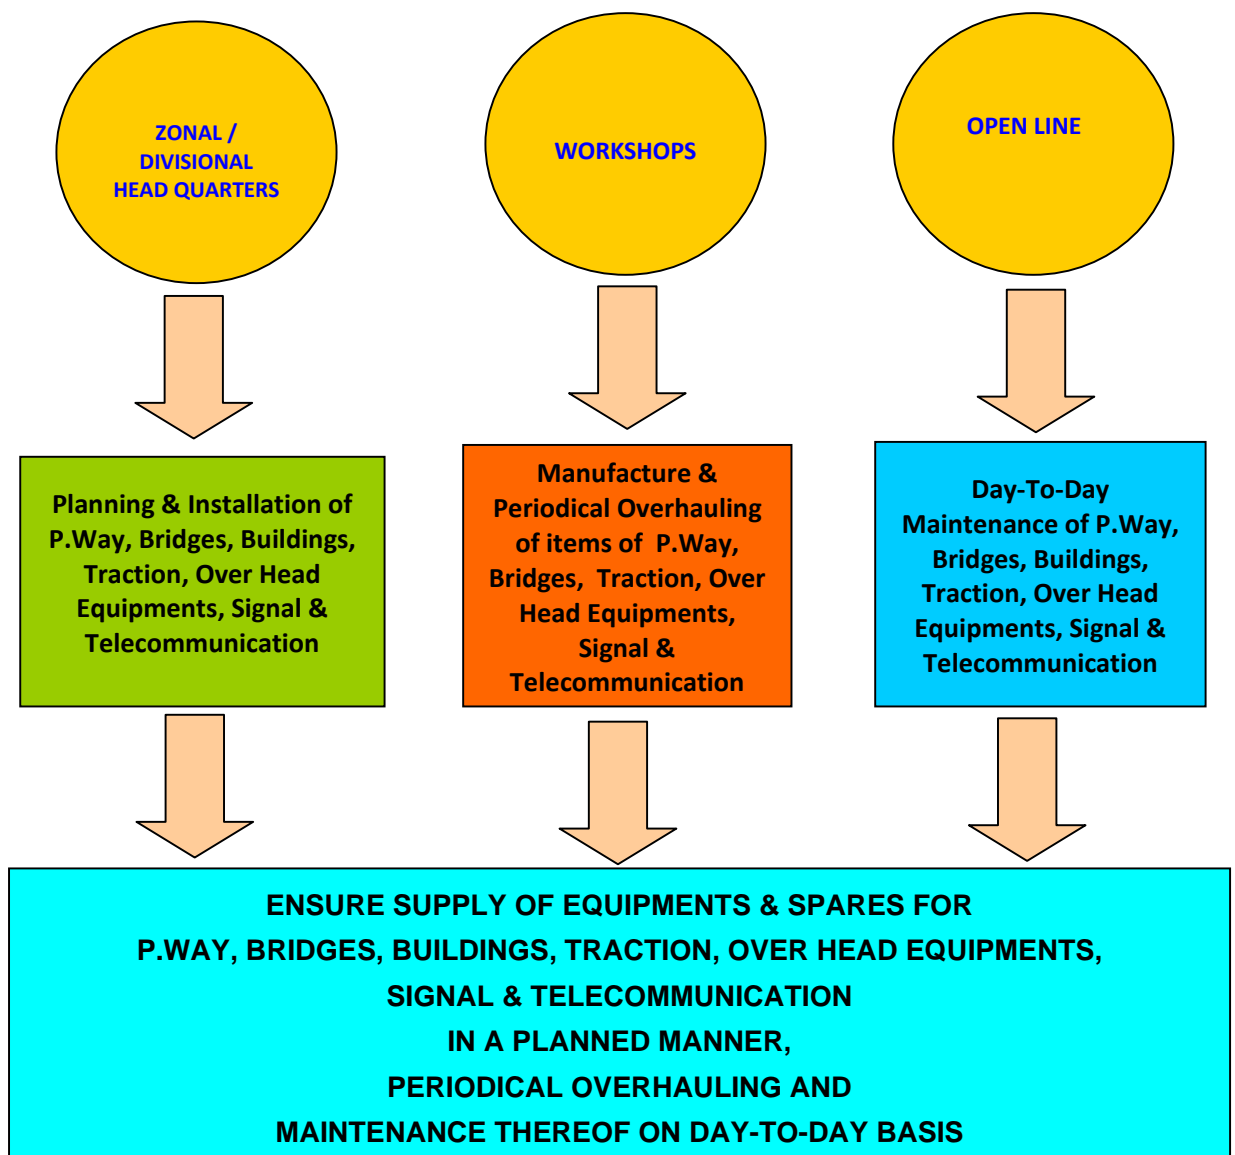 ZONAL /
DIVISIONAL
HEAD QUARTERS
WORKSHOPS
OPEN LINE
Planning & Installation of
P.Way, Bridges, Buildings,
Traction, Over Head
Equipments, Signal &
Telecommunication
Manufacture &
Periodical Overhauling
of items of P.Way,
Bridges, Traction, Over
Head Equipments,
Signal &
Telecommunication
Day-To-Day
Maintenance of P.Way,
Bridges, Buildings,
Traction, Over Head
Equipments, Signal &
Telecommunication
ENSURE SUPPLY OF EQUIPMENTS & SPARES FOR
P.WAY, BRIDGES, BUILDINGS, TRACTION, OVER HEAD EQUIPMENTS,
SIGNAL & TELECOMMUNICATION
IN A PLANNED MANNER,
PERIODICAL OVERHAULING AND
MAINTENANCE THEREOF ON DAY-TO-DAY BASIS